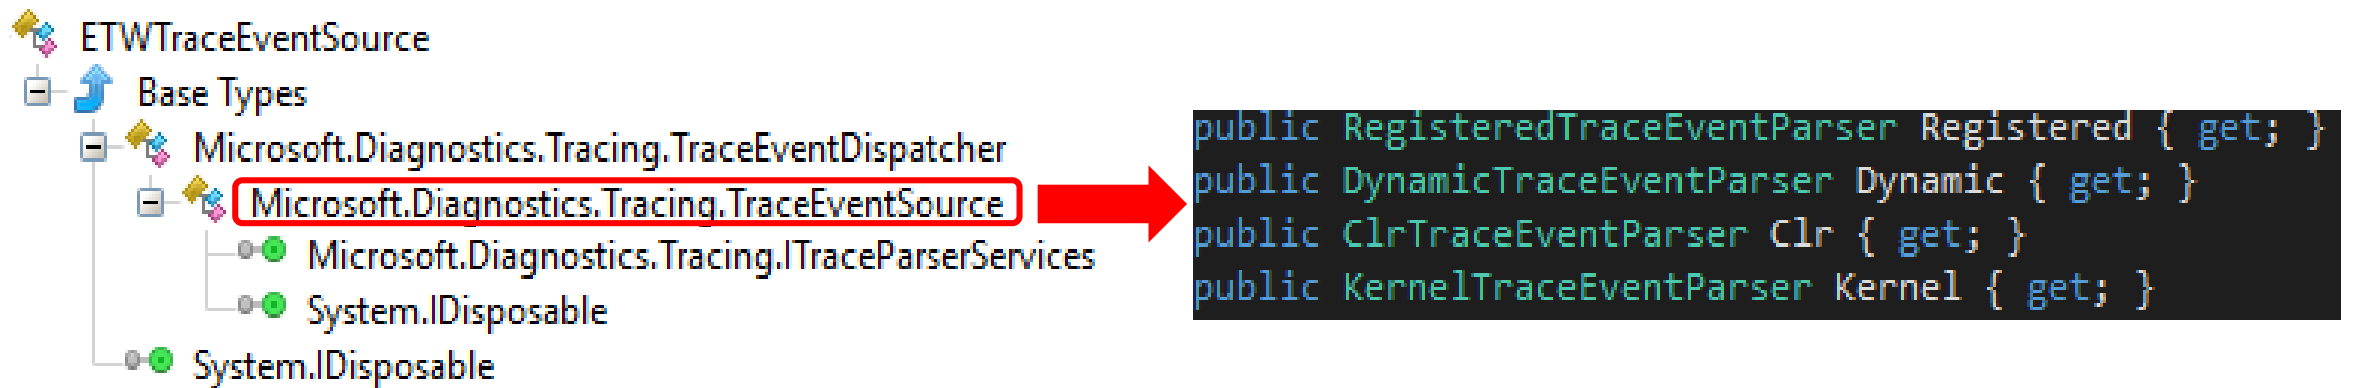 ETWTraceEventSource
Base Types
Microsoft.Diagnostics.Tracing.TraceEventDispatcher
Microsoft.Diagnostics.Tracing.TraceEventSource
Microsoft.Diagnostics.Tracing.ITraceParserServices
System.IDisposable
System.IDisposable
public RegisteredTraceEventParser Registered { get; }
public DynamicTraceEventParser Dynamic { get; }
public ClrTraceEventParser Clr { get; }
public KernelTraceEventParser Kernel { get; }